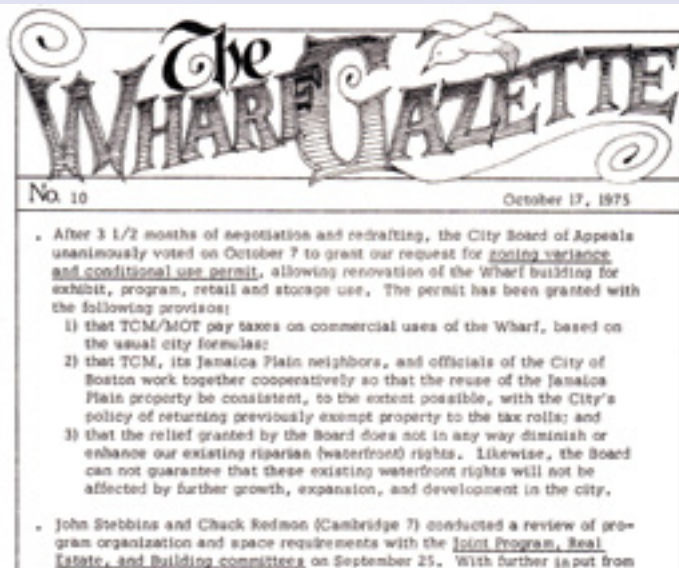 The
WHARF GAZETTE
No. 10 October 17, 1975
. After 3 1/2 months of negotiation and redrafting, the City Board of Appeals
unanimously voted on October 7 to grant our request for zoning variance
and conditional use permit, allowing renovation of the Wharf building for
exhibit, program, retail and storage use. The permit has been granted with
the following provisos:
1) that TCM/MOT pay taxes on commercial uses of the Wharf, based on
the usual city formulas;
2) that TCM, its Jamaica Plain neighbors, and officials of the City of
Boston work together cooperatively so that the reuse of the Jamaica
Plain property be consistent, to the extent possible, with the City's
policy of returning previously exempt property to the tax rolls; and
3) that the relief granted by the Board does not in any way diminish or
enhance our existing riparian (waterfront) rights. Likewise, the Board
can not guarantee that these existing waterfront rights will not be
affected by further growth, expansion, and development in the city.
. John Stebbins and Chuck Redmon (Cambridge 7) conducted a review of pro-
gram organization and space requirements with the Joint Program, Real
Estate, and Building committees on September 25. With further input from